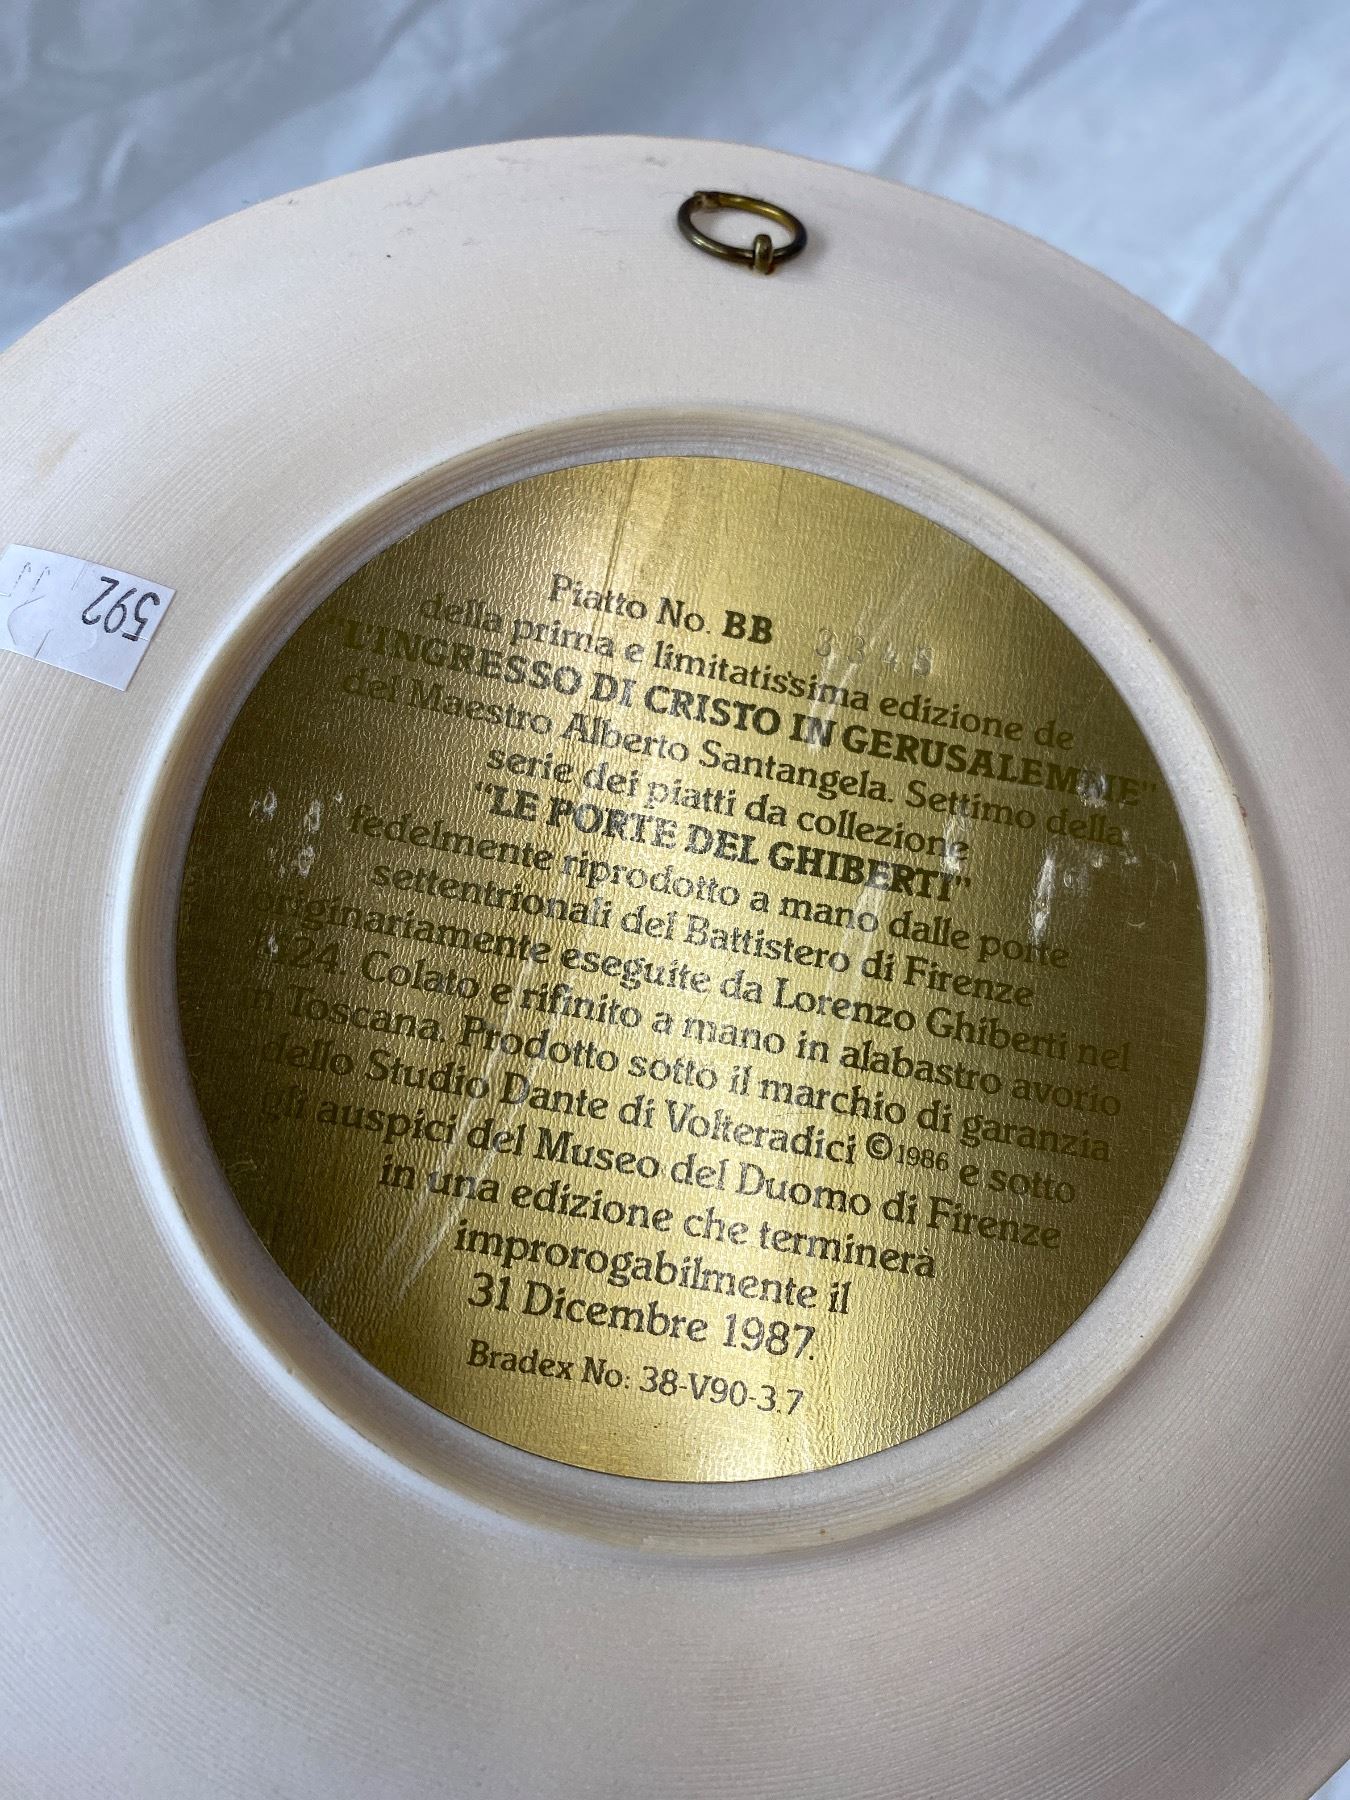 Piatto No. BB 3345
della prima e limitatissima edizione de
"L'INGRESSO DI CRISTO IN GERUSALEMME"
del Maestro Alberto Santangela. Settimo della
serie dei piatti da collezione
"LE PORTE DEL GHIBERTI"
fedelmente riprodotto a mano dalle porte
settentrionali del Battistero di Firenze
originariamente eseguite da Lorenzo Ghiberti nel
1424. Colato e rifinito a mano in alabastro avorio
in Toscana. Prodotto sotto il marchio di garanzia
dello Studio Dante di Volteradici ©1986 e sotto
gli auspici del Museo del Duomo di Firenze
in una edizione che terminerà
improrogabilmente il
31 Dicembre 1987.
Bradex No: 38-V90-3.7
592